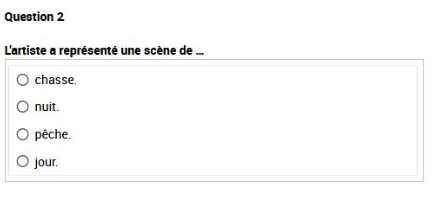 Question 2
L'artiste a représenté une scène de ...
chasse.
nuit.
pêche.
jour.